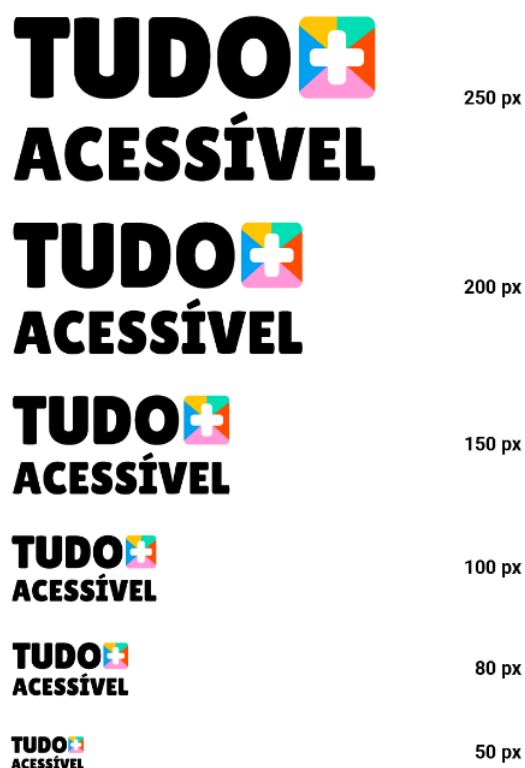 TUDO+
250 px
ACESSÍVEL
TUDO+
200 px
ACESSÍVEL
TUDO+
150 px
ACESSÍVEL
TUDO+
100 px
ACESSÍVEL
TUDO+
80 px
ACESSÍVEL
TUDO+
50 px
ACESSÍVEL